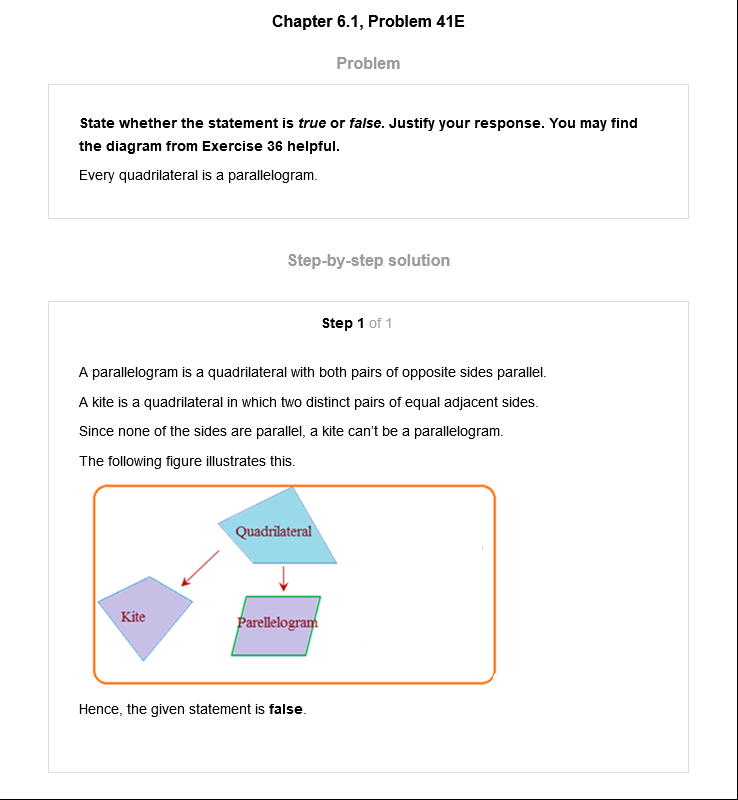 Chapter 6.1, Problem 41E
Problem
State whether the statement is true or false. Justify your response. You may find
the diagram from Exercise 36 helpful.
Every quadrilateral is a parallelogram.
Step-by-step solution
Step 1 of 1
A parallelogram is a quadrilateral with both pairs of opposite sides parallel.
A kite is a quadrilateral in which two distinct pairs of equal adjacent sides.
Since none of the sides are parallel, a kite can't be a parallelogram.
The following figure illustrates this.
Quadrilateral
Kite
Parellelogram
Hence, the given statement is false.